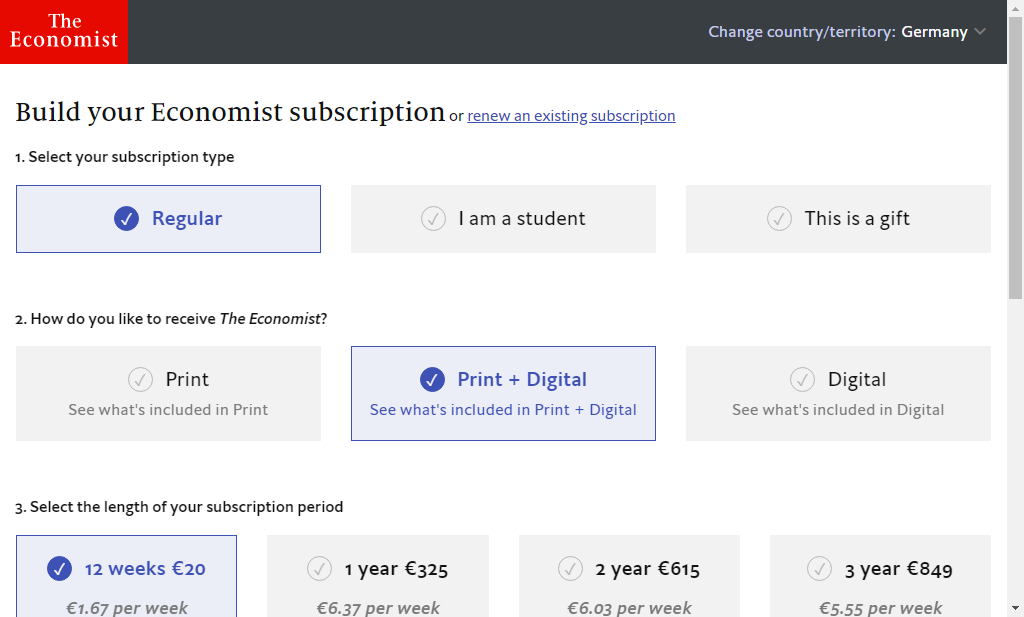 The
Economist
Change country/territory: Germany
Build your Economist subscription or renew an existing subscription
1. Select your subscription type
Regular
I am a student
This is a gift
2. How do you like to receive The Economist?
Print
See what's included in Print
Print + Digital
See what's included in Print + Digital
Digital
See what's included in Digital
3. Select the length of your subscription period
12 weeks €20
€1.67 per week
1 year €325
€6.37 per week
2 year €615
€6.03 per week
3 year €849
€5.55 per week